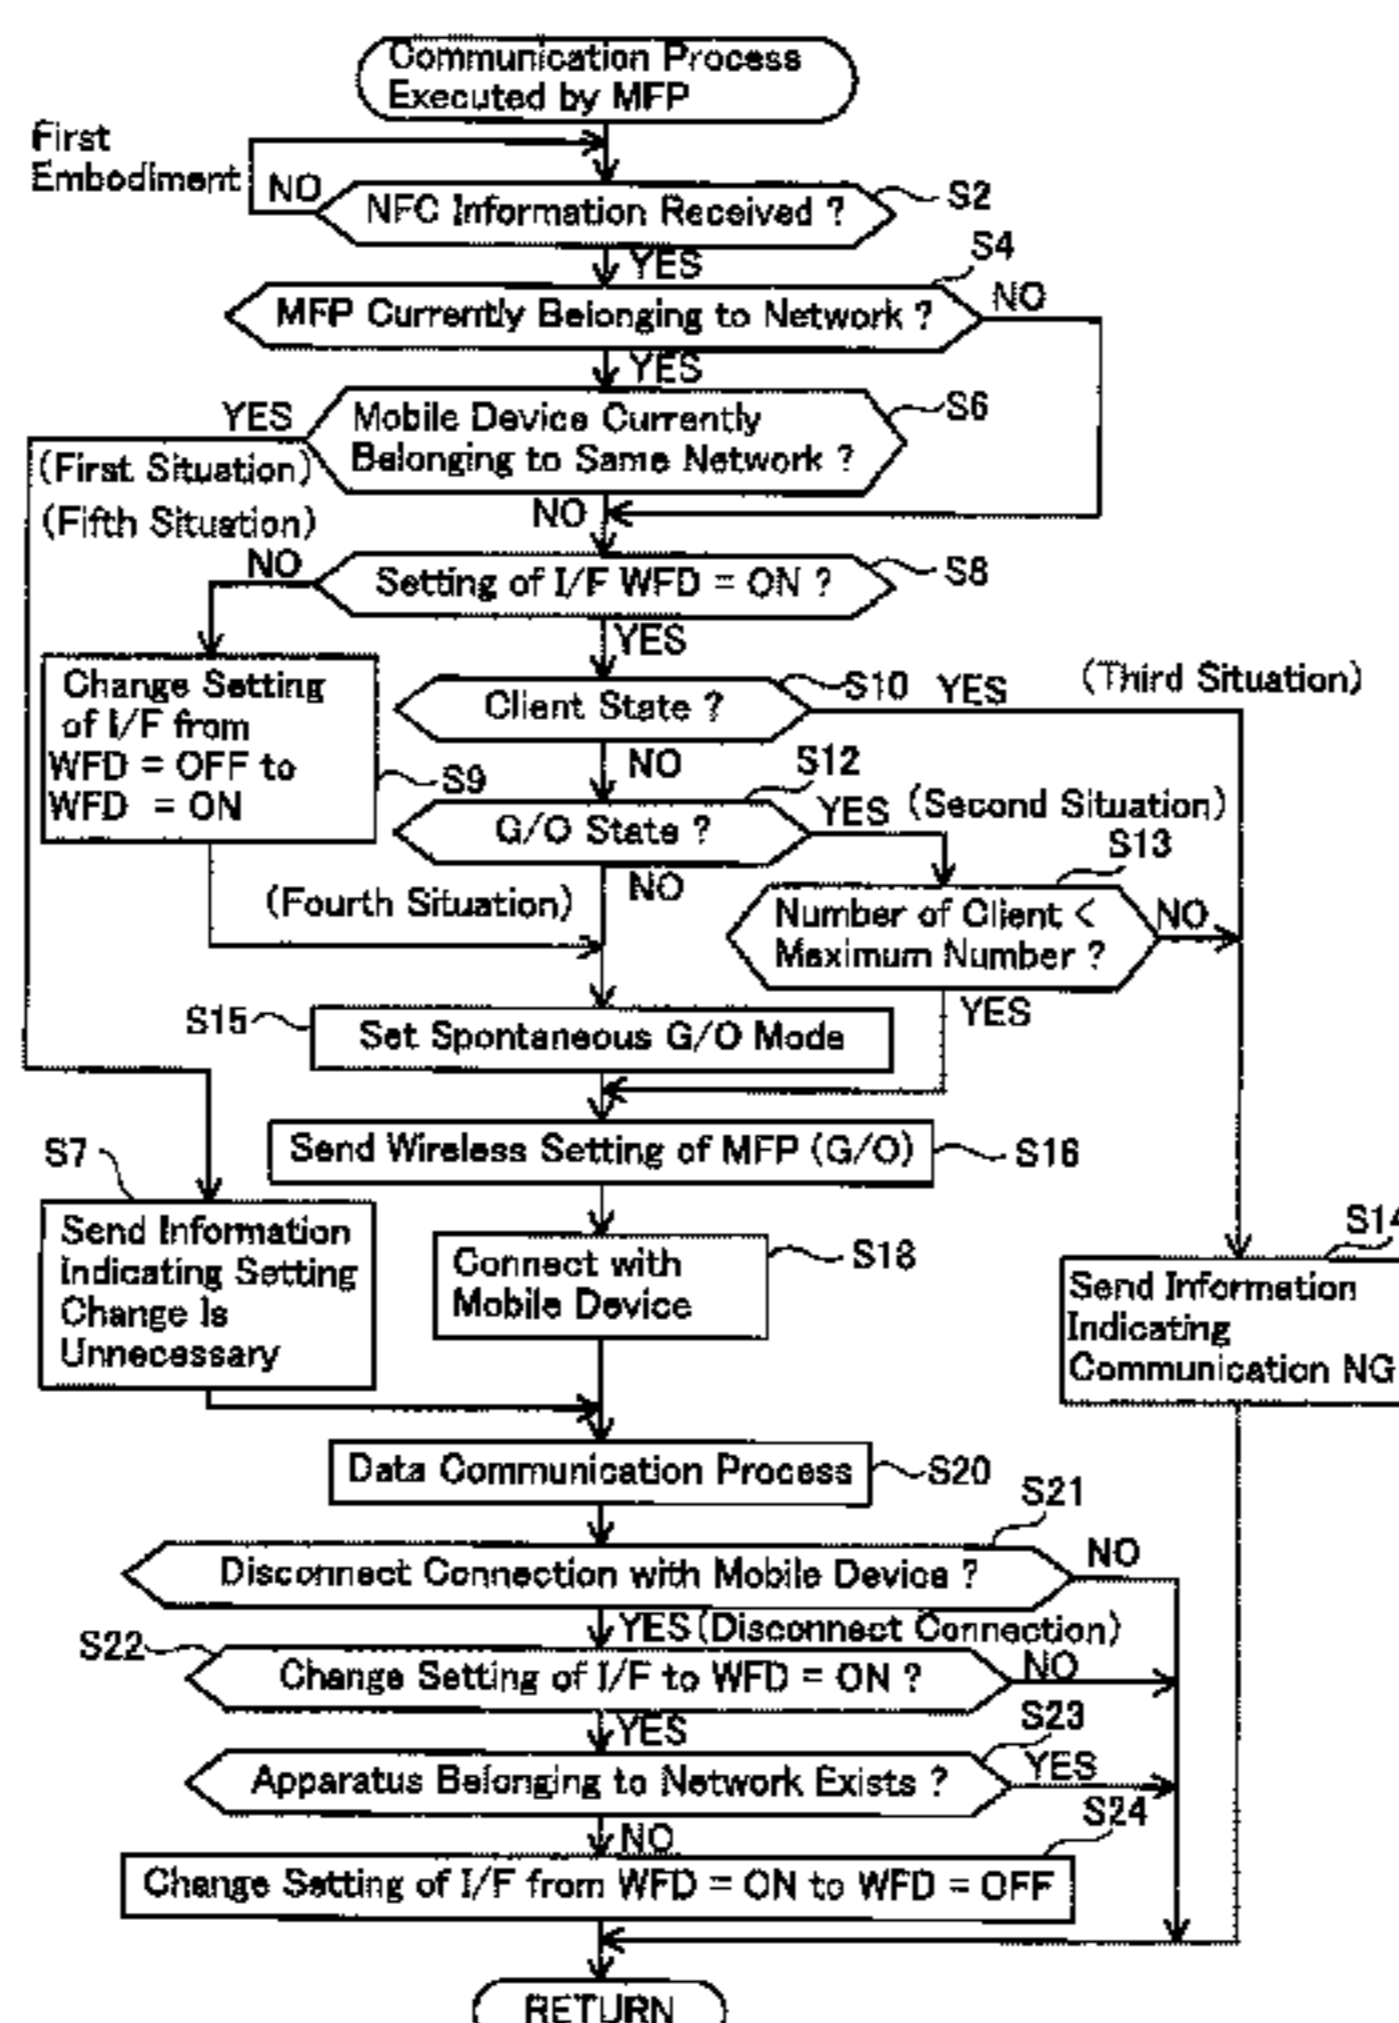 Communication Process
Executed by MFP
First
Embodiment
NO
NFC Information Received ?
S2
YES
S4
MFP Currently Belonging to Network ?
NO
YES
YES
Mobile Device Currently
Belonging to Same Network ?
S6
(First Situation)
(Fifth Situation)
NO
NO
Setting of I/F WFD = ON ?
S8
YES
Change Setting
of I/F from
WFD = OFF to
WFD = ON
S9
Client State ?
S10
YES
(Third Situation)
NO
S12
G/O State ?
YES
(Second Situation)
S13
NO
(Fourth Situation)
Number of Client <
Maximum Number ?
NO
YES
S15
Set Spontaneous G/O Mode
Send Wireless Setting of MFP (G/O)
S16
S7
Send Information
Indicating Setting
Change Is
Unnecessary
Connect with
Mobile Device
S18
S14
Send Information
Indicating
Communication NG
Data Communication Process
S20
S21
Disconnect Connection with Mobile Device ?
NO
YES (Disconnect Connection)
S22
Change Setting of I/F to WFD = ON ?
NO
YES
S23
Apparatus Belonging to Network Exists ?
YES
NO
S24
Change Setting of I/F from WFD = ON to WFD = OFF
RETURN